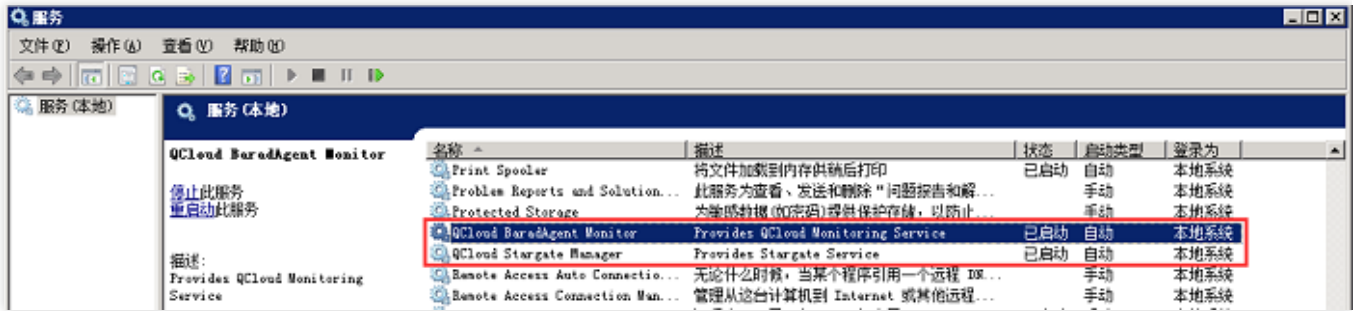 服务
文件(F) 操作(A) 查看(V) 帮助(H)
服务(本地)
服务(本地)
QCloud BaradAgent Monitor
停止此服务
重启动此服务
描述:
Provides QCloud Monitoring
Service
名称 描述 状态 启动类型 登录为
Print Spooler 将文件加载到内存供稍后打印 已启动 自动 本地系统
Problem Reports and Solution... 此服务为查看、发送和删除“问题报告和解... 手动 本地系统
Protected Storage 为敏感数据(如密码)提供保护存储，以防止... 手动 本地系统
QCloud BaradAgent Monitor Provides QCloud Monitoring Service 已启动 自动 本地系统
QCloud Stargate Manager Provides Stargate Service 已启动 自动 本地系统
Remote Access Auto Connectio... 无论什么时候，当某个程序引用一个远程 DN... 手动 本地系统
Remote Access Connection Man... 管理从这台计算机到 Internet 或其他远程... 手动 本地系统